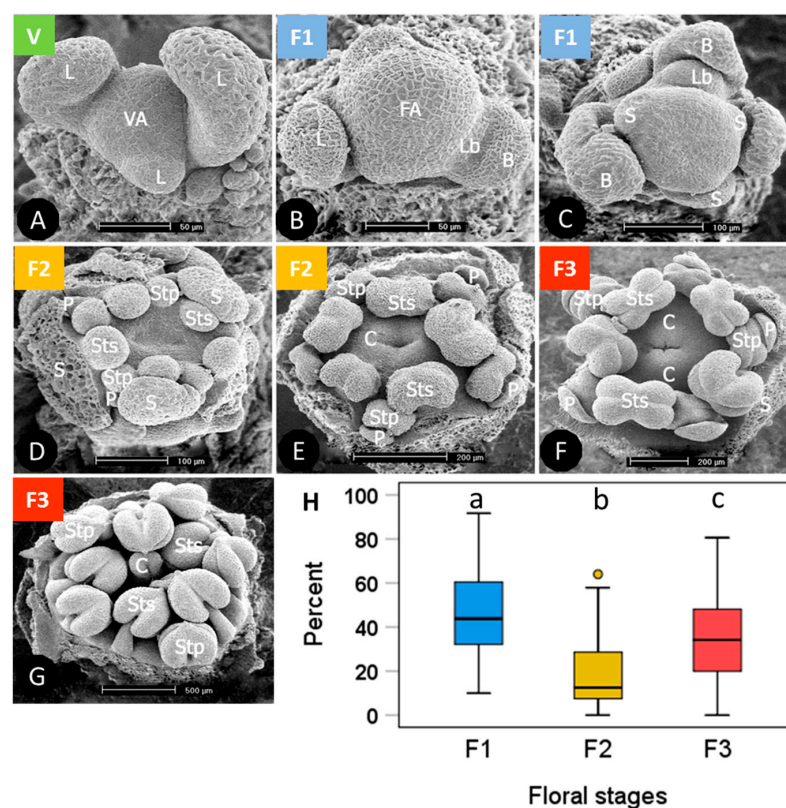 V
L
L
VA
L
50 µm
A
F1
L
FA
Lb
B
50 µm
B
F1
B
Lb
S
S
B
S
100 µm
C
F2
P
Stp
S
Sts
Sts
S
Stp
P
S
100 µm
D
F2
Stp
Sts
P
C
Sts
Stp
P
200 µm
E
F3
Stp
Sts
C
P
Stp
C
P
Sts
S
200 µm
F
F3
Stp
Sts
C
Sts
Stp
500 µm
G
H
100
80
60
40
20
0
Percent
a b c
F1 F2 F3
Floral stages